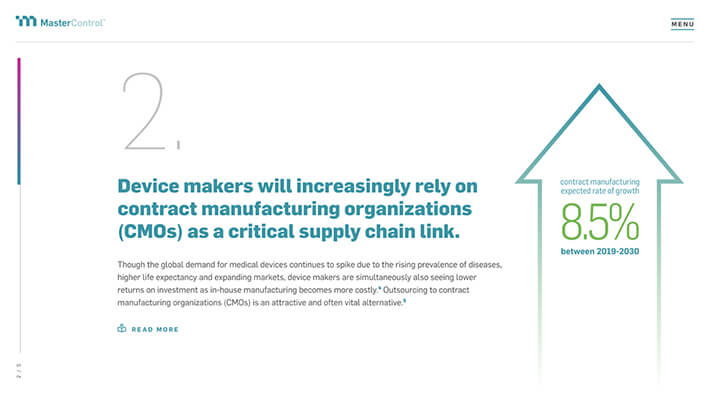 MasterControl™
MENU
2.
Device makers will increasingly rely on
contract manufacturing organizations
(CMOs) as a critical supply chain link.
Though the global demand for medical devices continues to spike due to the rising prevalence of diseases,
higher life expectancy and expanding markets, device makers are simultaneously also seeing lower
returns on investment as in-house manufacturing becomes more costly.⁴ Outsourcing to contract
manufacturing organizations (CMOs) is an attractive and often vital alternative.⁵
READ MORE
contract manufacturing
expected rate of growth
8.5%
between 2019-2030
2 / 5